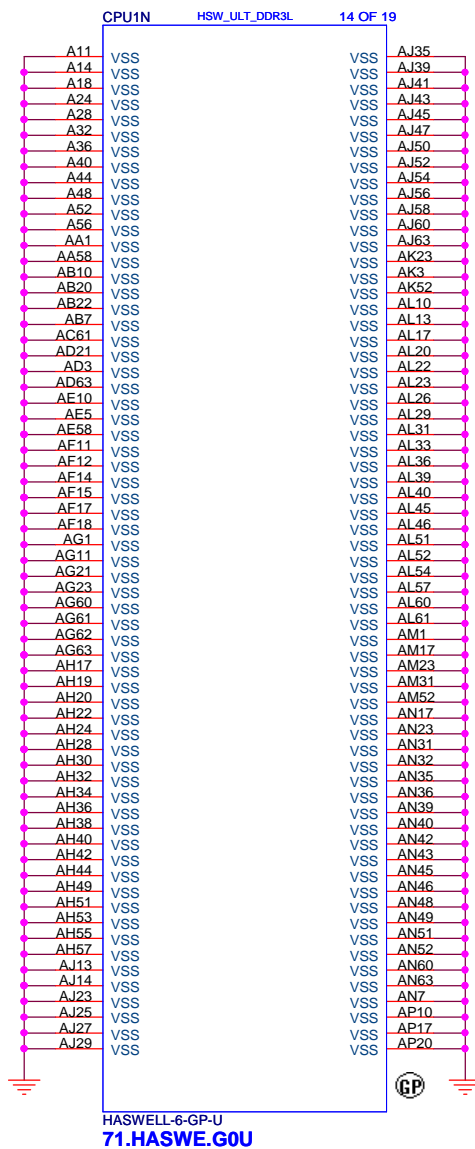 CPU1N HSW_ULT_DDR3L 14 OF 19
A11 VSS VSS AJ35
A14 VSS VSS AJ39
A18 VSS VSS AJ41
A24 VSS VSS AJ43
A28 VSS VSS AJ45
A32 VSS VSS AJ47
A36 VSS VSS AJ50
A40 VSS VSS AJ52
A44 VSS VSS AJ54
A48 VSS VSS AJ56
A52 VSS VSS AJ58
A56 VSS VSS AJ60
AA1 VSS VSS AJ63
AA58 VSS VSS AK23
AB10 VSS VSS AK3
AB20 VSS VSS AK52
AB22 VSS VSS AL10
AB7 VSS VSS AL13
AC61 VSS VSS AL17
AD21 VSS VSS AL20
AD3 VSS VSS AL22
AD63 VSS VSS AL23
AE10 VSS VSS AL26
AE5 VSS VSS AL29
AE58 VSS VSS AL31
AF11 VSS VSS AL33
AF12 VSS VSS AL36
AF14 VSS VSS AL39
AF15 VSS VSS AL40
AF17 VSS VSS AL45
AF18 VSS VSS AL46
AG1 VSS VSS AL51
AG11 VSS VSS AL52
AG21 VSS VSS AL54
AG23 VSS VSS AL57
AG60 VSS VSS AL60
AG61 VSS VSS AL61
AG62 VSS VSS AM1
AG63 VSS VSS AM17
AH17 VSS VSS AM23
AH19 VSS VSS AM31
AH20 VSS VSS AM52
AH22 VSS VSS AN17
AH24 VSS VSS AN23
AH28 VSS VSS AN31
AH30 VSS VSS AN32
AH32 VSS VSS AN35
AH34 VSS VSS AN36
AH36 VSS VSS AN39
AH38 VSS VSS AN40
AH40 VSS VSS AN42
AH42 VSS VSS AN43
AH44 VSS VSS AN45
AH49 VSS VSS AN46
AH51 VSS VSS AN48
AH53 VSS VSS AN49
AH55 VSS VSS AN51
AH57 VSS VSS AN52
AJ13 VSS VSS AN60
AJ14 VSS VSS AN63
AJ23 VSS VSS AN7
AJ25 VSS VSS AP10
AJ27 VSS VSS AP17
AJ29 VSS VSS AP20
GP
HASWELL-6-GP-U
71.HASWE.G0U